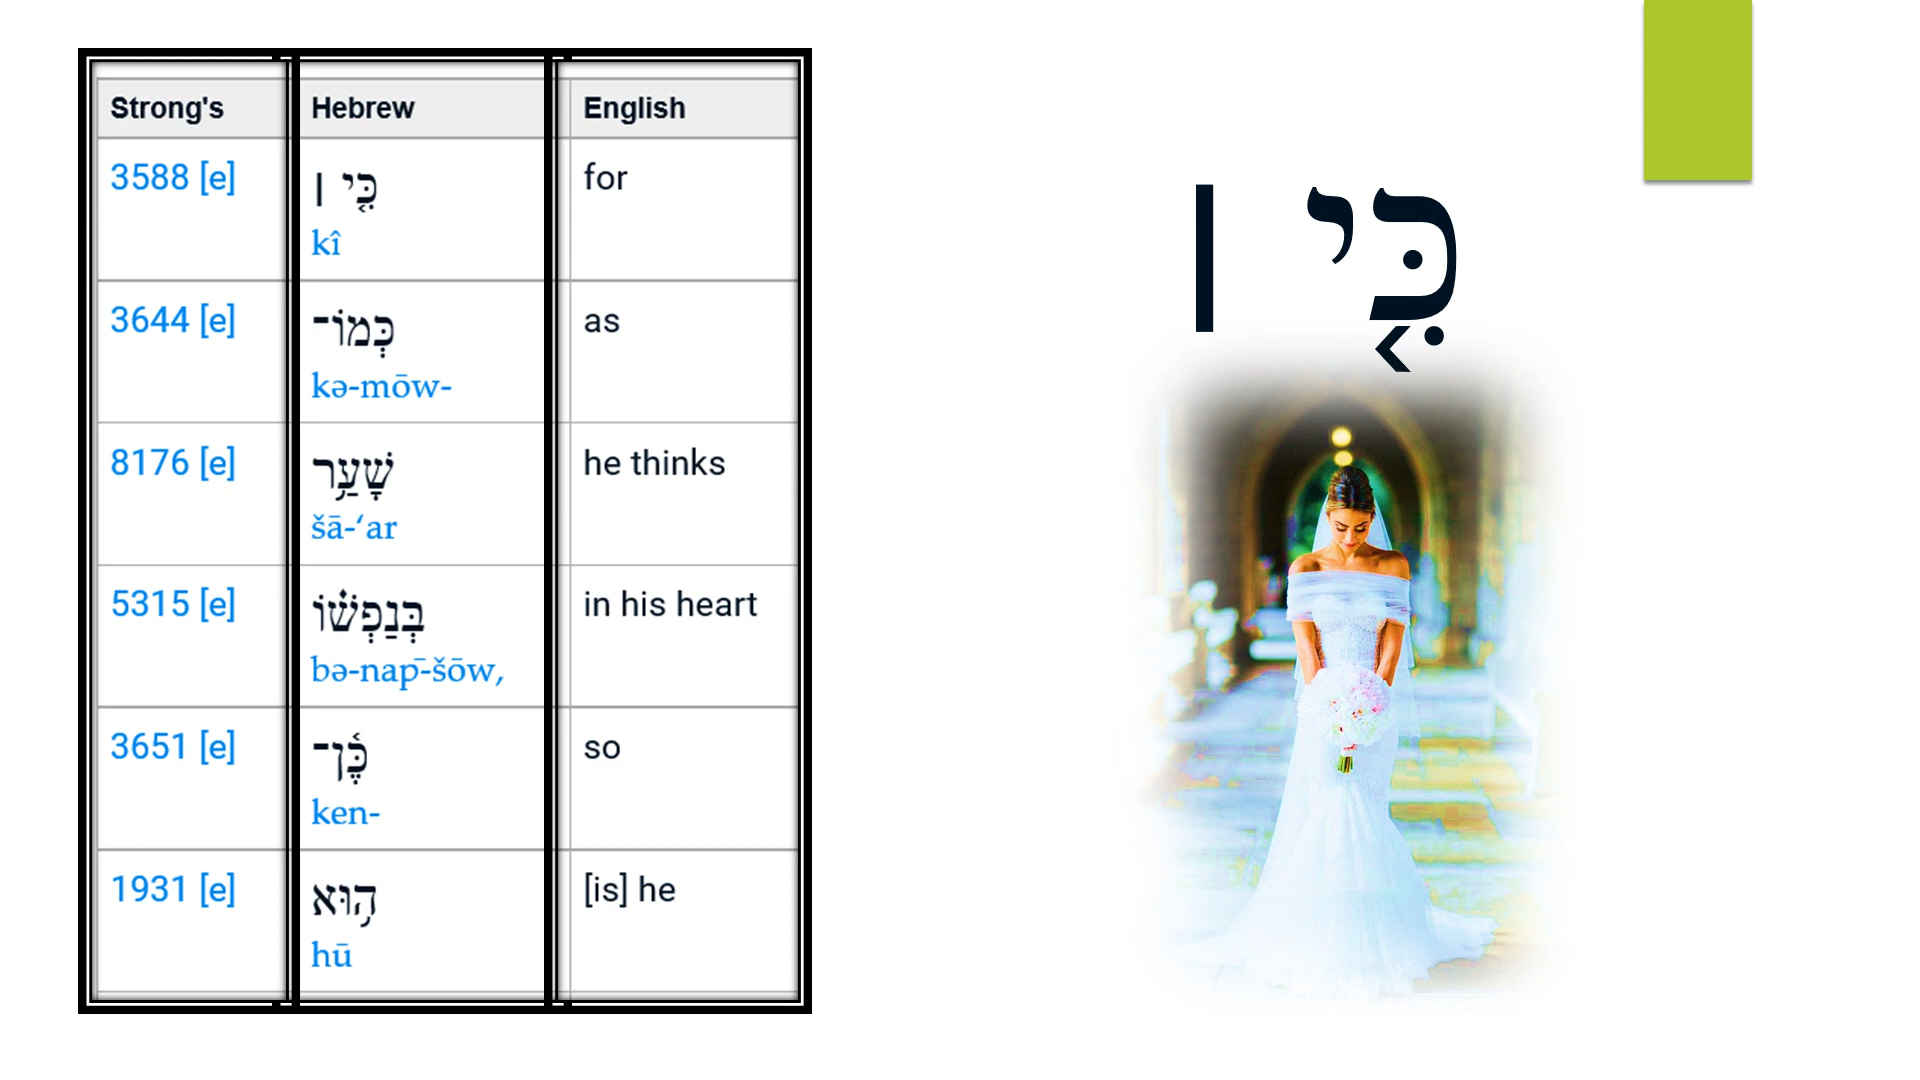 Strong's Hebrew English
3588 [e] כִּ֤י ׀ for
kî
3644 [e] כְּמוֹ־ as
kə-mōw-
8176 [e] שָׁעַ֥ר he thinks
šā-‘ar
5315 [e] בְּנַפְשׁ֗וֹ in his heart
bə-nap̄-šōw,
3651 [e] כֶּ֫ן־ so
ken-
1931 [e] ה֥וּא [is] he
hū
כִּ֤י ׀